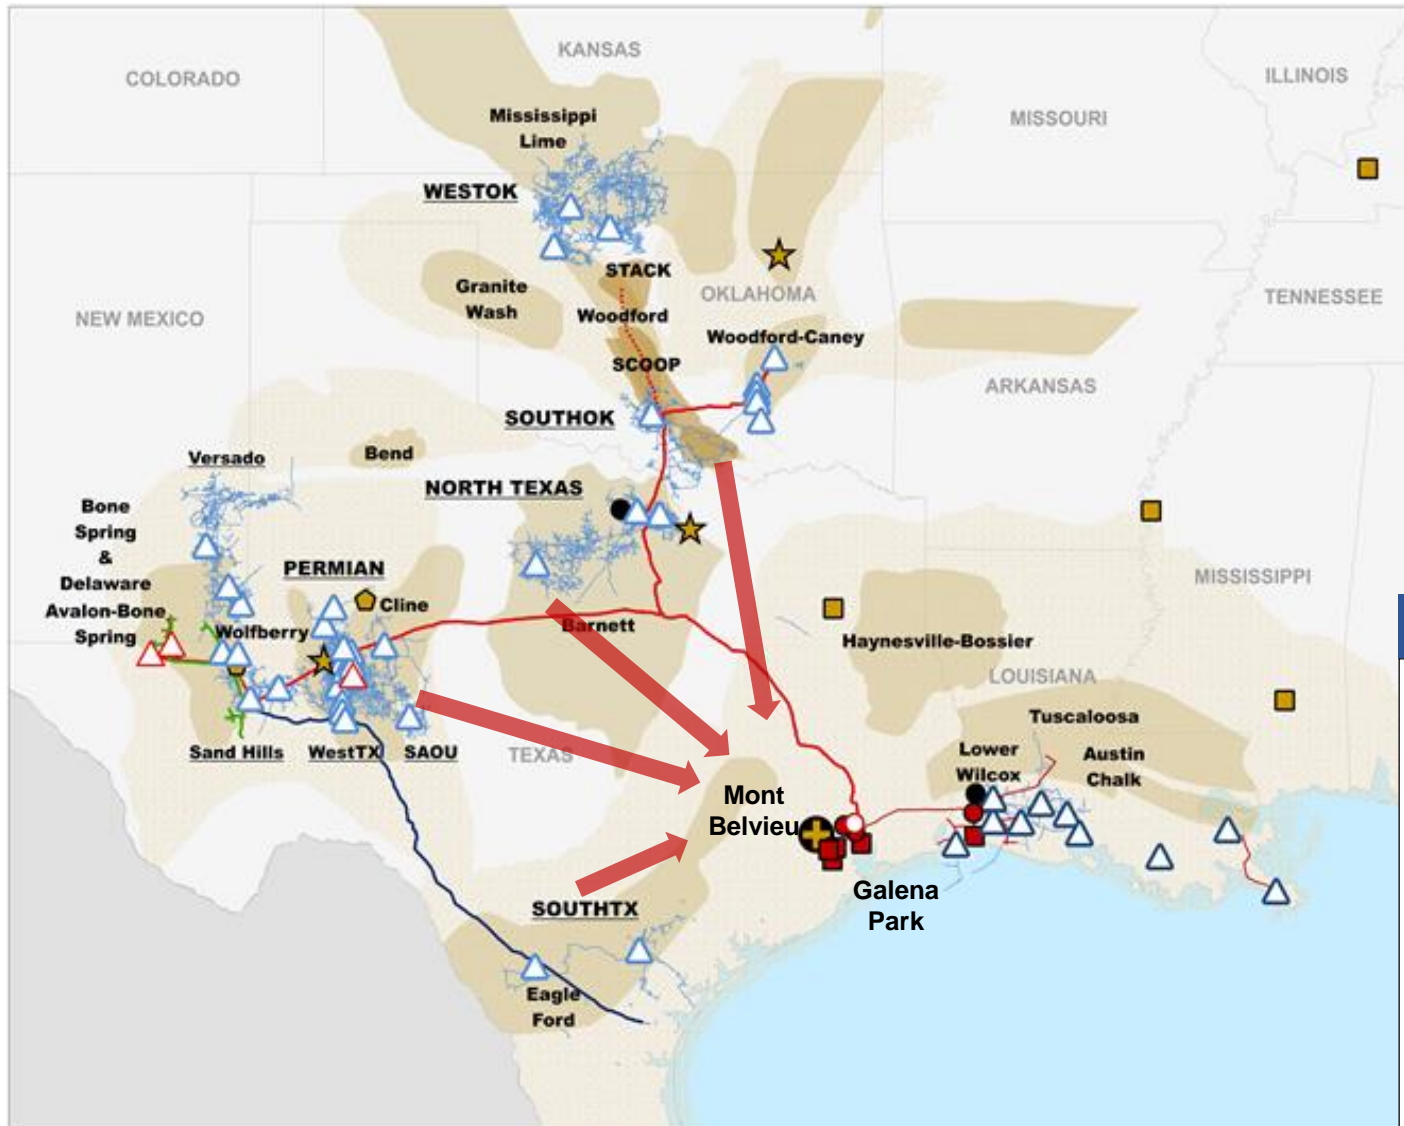 KANSAS
COLORADO
ILLINOIS
Mississippi
Lime
MISSOURI
WESTOK
STACK
Granite
Wash
OKLAHOMA
TENNESSEE
NEW MEXICO
Woodford
Woodford-Caney
SCOOP
ARKANSAS
SOUTHOK
Versado
Bend
NORTH TEXAS
Bone
Spring
&
Delaware
Avalon-Bone
Spring
PERMIAN
Cline
Wolfberry
MISSISSIPPI
Barnett
Haynesville-Bossier
LOUISIANA
Tuscaloosa
Sand Hills
WestTX
SAOU
TEXAS
Lower
Wilcox
Austin
Chalk
Mont
Belvieu
Galena
Park
SOUTHTX
Eagle
Ford